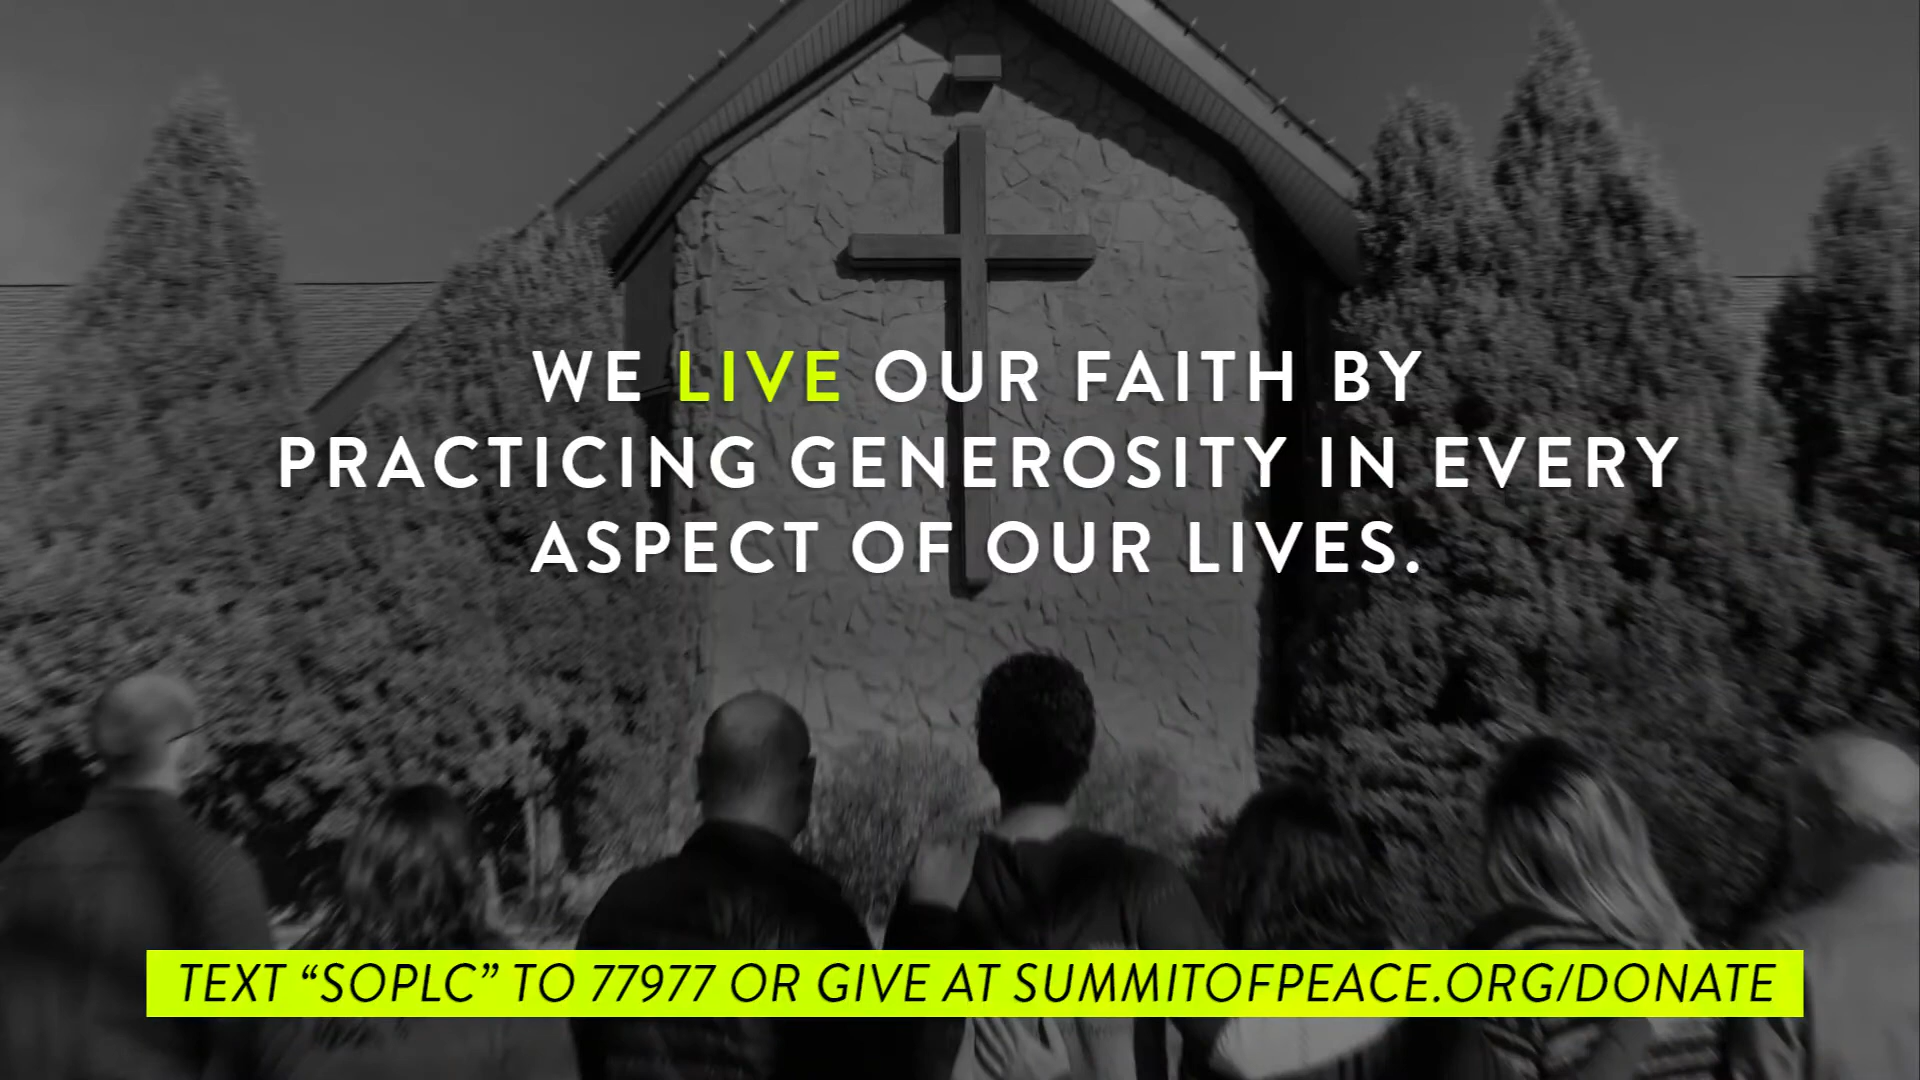 WE LIVE OUR FAITH BY
PRACTICING GENEROSITY IN EVERY
ASPECT OF OUR LIVES.
TEXT “SOPLC” TO 77977 OR GIVE AT SUMMITOFPEACE.ORG/DONATE